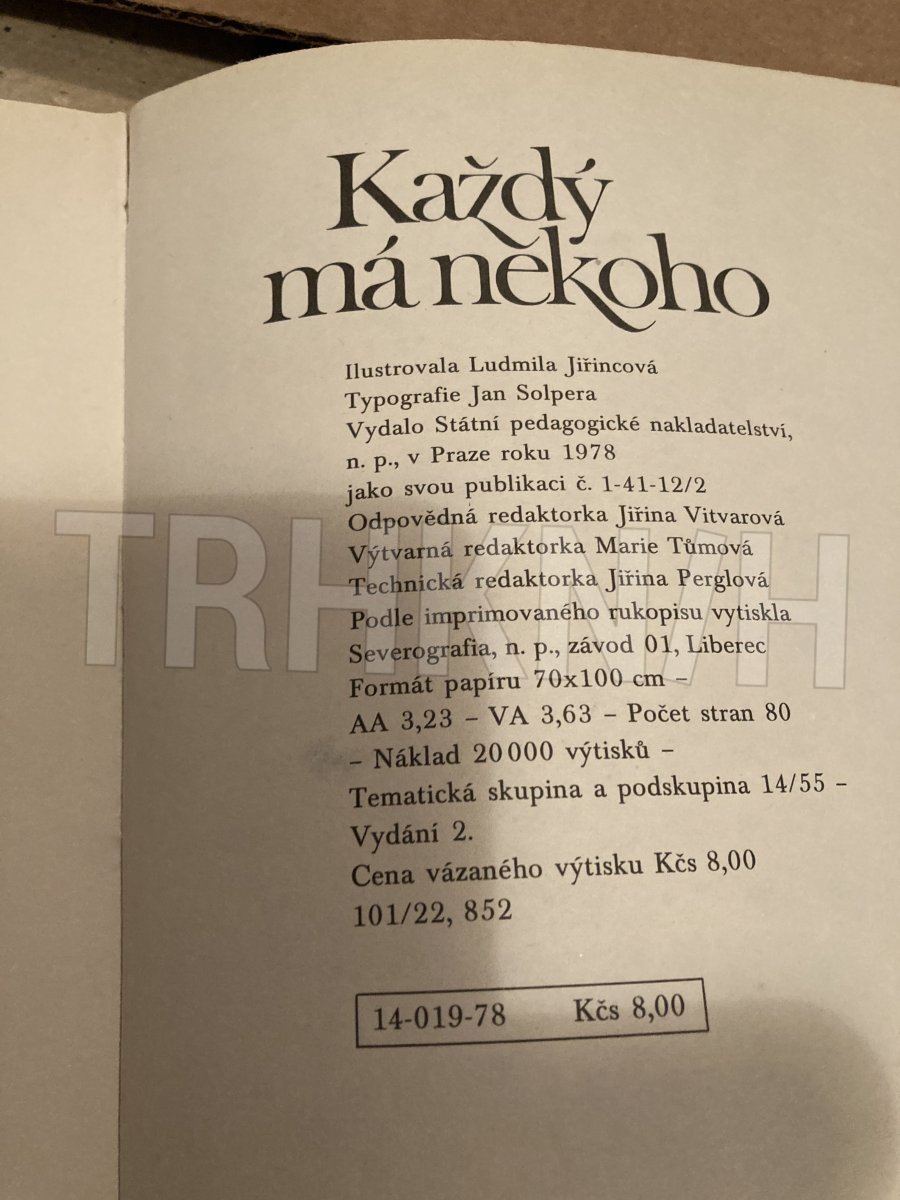 Každý
má někoho
Ilustrovala Ludmila Jiřincová
Typografie Jan Solpera
Vydalo Státní pedagogické nakladatelství,
n. p., v Praze roku 1978
jako svou publikaci č. 1-41-12/2
Odpovědná redaktorka Jiřina Vitvarová
Výtvarná redaktorka Marie Tůmová
Technická redaktorka Jiřina Perglová
Podle imprimovaného rukopisu vytiskla
Severografia, n. p., závod 01, Liberec
Formát papíru 70x100 cm –
AA 3,23 – VA 3,63 – Počet stran 80
– Náklad 20 000 výtisků –
Tematická skupina a podskupina 14/55 –
Vydání 2.
Cena vázaného výtisku Kčs 8,00
101/22, 852
14-019-78 Kčs 8,00
TRHKNIH